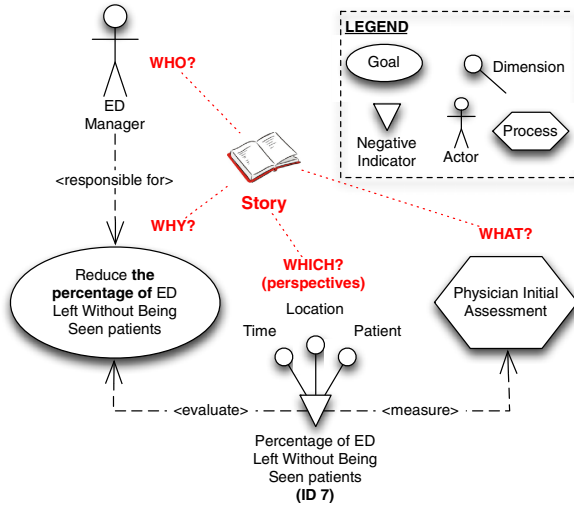 WHO?
ED
Manager
<responsible for>
WHY?
Story
WHAT?
WHICH?
(perspectives)
Reduce the
percentage of ED
Left Without Being
Seen patients
Location
Time
Patient
Physician Initial
Assessment
<evaluate>
<measure>
Percentage of ED
Left Without Being
Seen patients
(ID 7)
LEGEND
Goal
Dimension
Negative
Indicator
Actor
Process